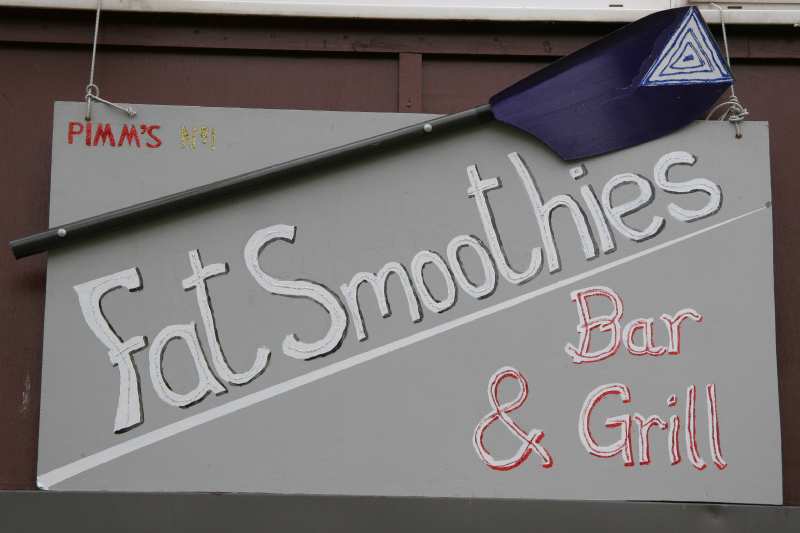 PIMM'S Nº1
Fat Smoothies
Bar
& Grill